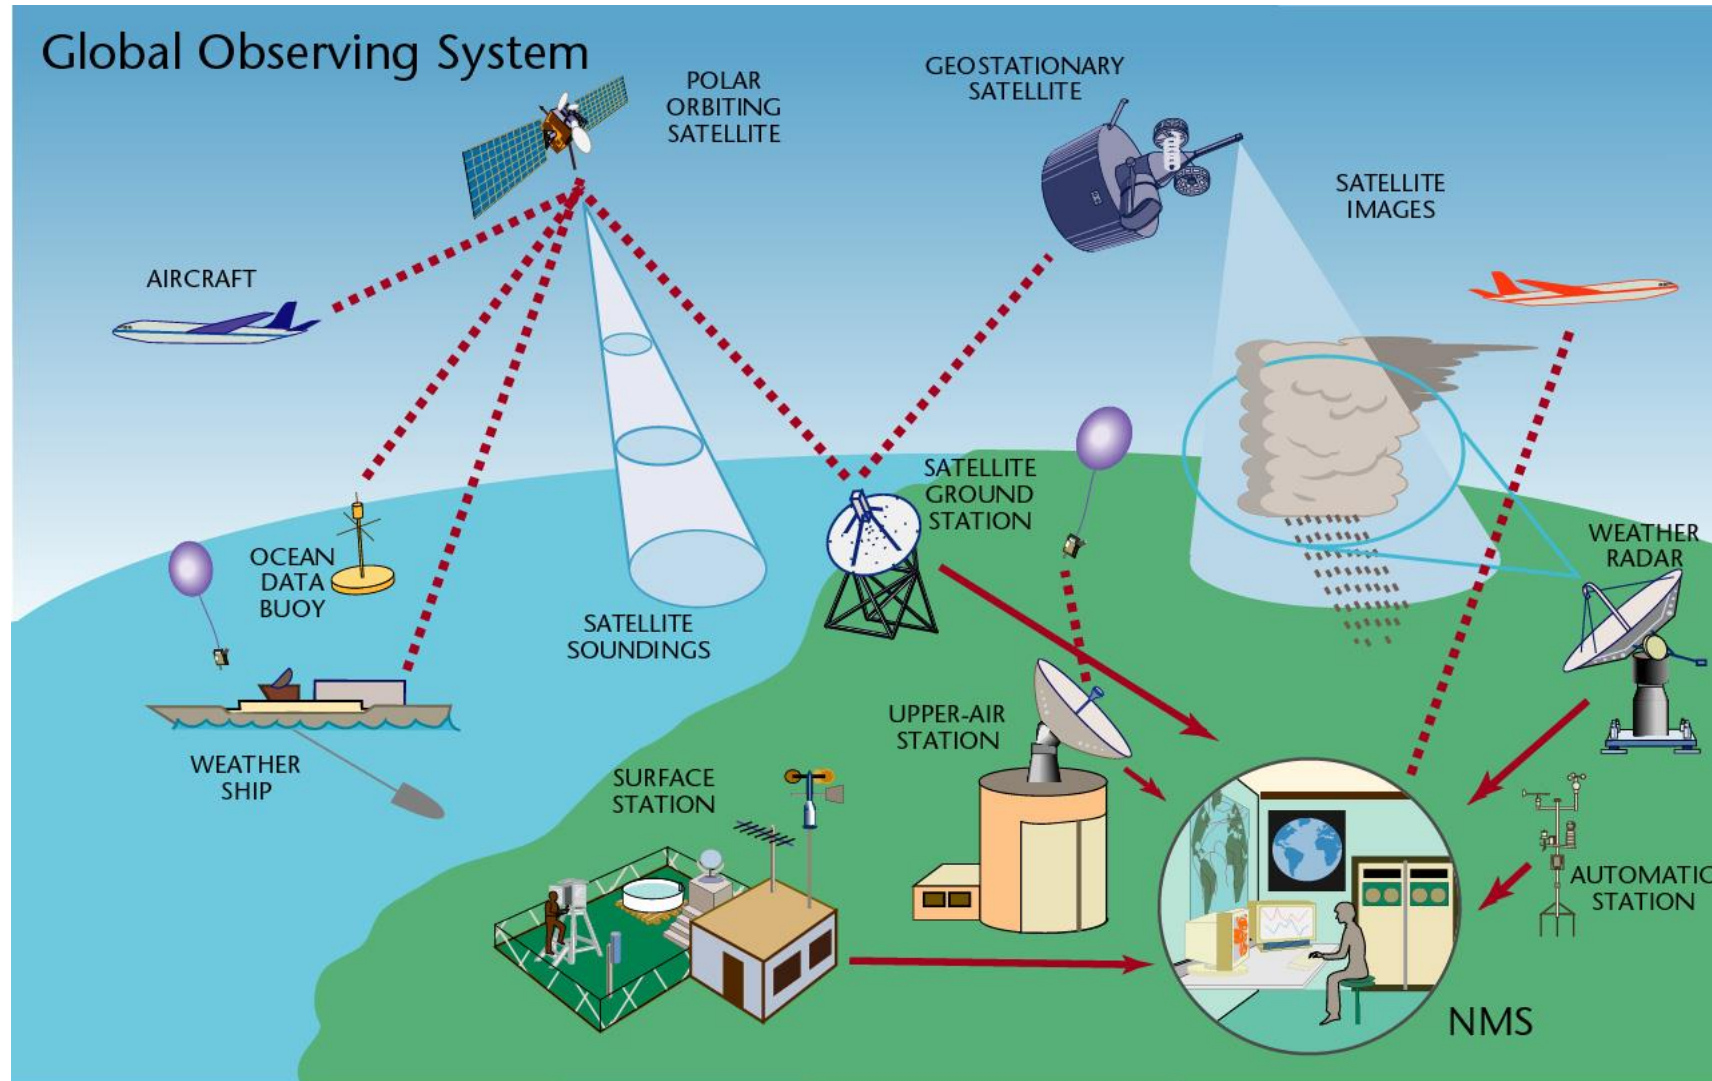 Global Observing System
POLAR
ORBITING
SATELLITE
GEOSTATIONARY
SATELLITE
SATELLITE
IMAGES
AIRCRAFT
SATELLITE
GROUND
STATION
WEATHER
RADAR
OCEAN
DATA
BUOY
SATELLITE
SOUNDINGS
UPPER-AIR
STATION
WEATHER
SHIP
SURFACE
STATION
AUTOMATIC
STATION
NMS